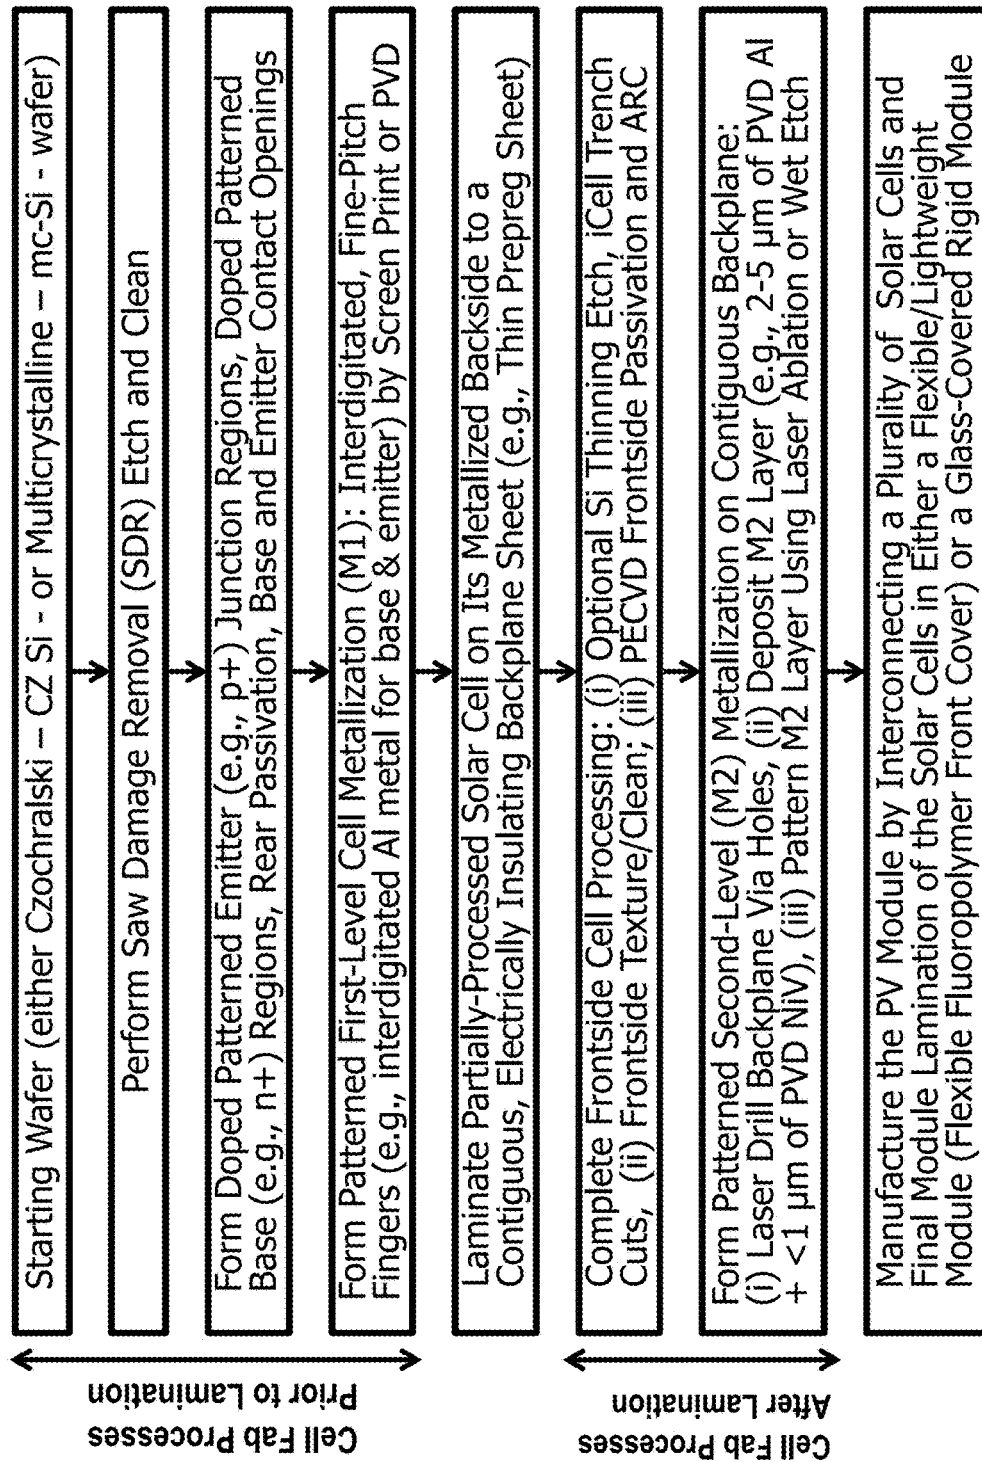 Starting Wafer (either Czochralski – CZ Si - or Multicrystalline – mc-Si - wafer)
Perform Saw Damage Removal (SDR) Etch and Clean
Form Doped Patterned Emitter (e.g., p+) Junction Regions, Doped Patterned
Base (e.g., n+) Regions, Rear Passivation, Base and Emitter Contact Openings
Form Patterned First-Level Cell Metallization (M1): Interdigitated, Fine-Pitch
Fingers (e.g., interdigitated Al metal for base & emitter) by Screen Print or PVD
Cell Fab Processes
Prior to Lamination
Laminate Partially-Processed Solar Cell on Its Metallized Backside to a
Contiguous, Electrically Insulating Backplane Sheet (e.g., Thin Prepreg Sheet)
Complete Frontside Cell Processing: (i) Optional Si Thinning Etch, iCell Trench
Cuts, (ii) Frontside Texture/Clean; (iii) PECVD Frontside Passivation and ARC
Form Patterned Second-Level (M2) Metallization on Contiguous Backplane:
(i) Laser Drill Backplane Via Holes, (ii) Deposit M2 Layer (e.g., 2-5 µm of PVD Al
+ <1 µm of PVD NiV), (iii) Pattern M2 Layer Using Laser Ablation or Wet Etch
Cell Fab Processes
After Lamination
Manufacture the PV Module by Interconnecting a Plurality of Solar Cells and
Final Module Lamination of the Solar Cells in Either a Flexible/Lightweight
Module (Flexible Fluoropolymer Front Cover) or a Glass-Covered Rigid Module